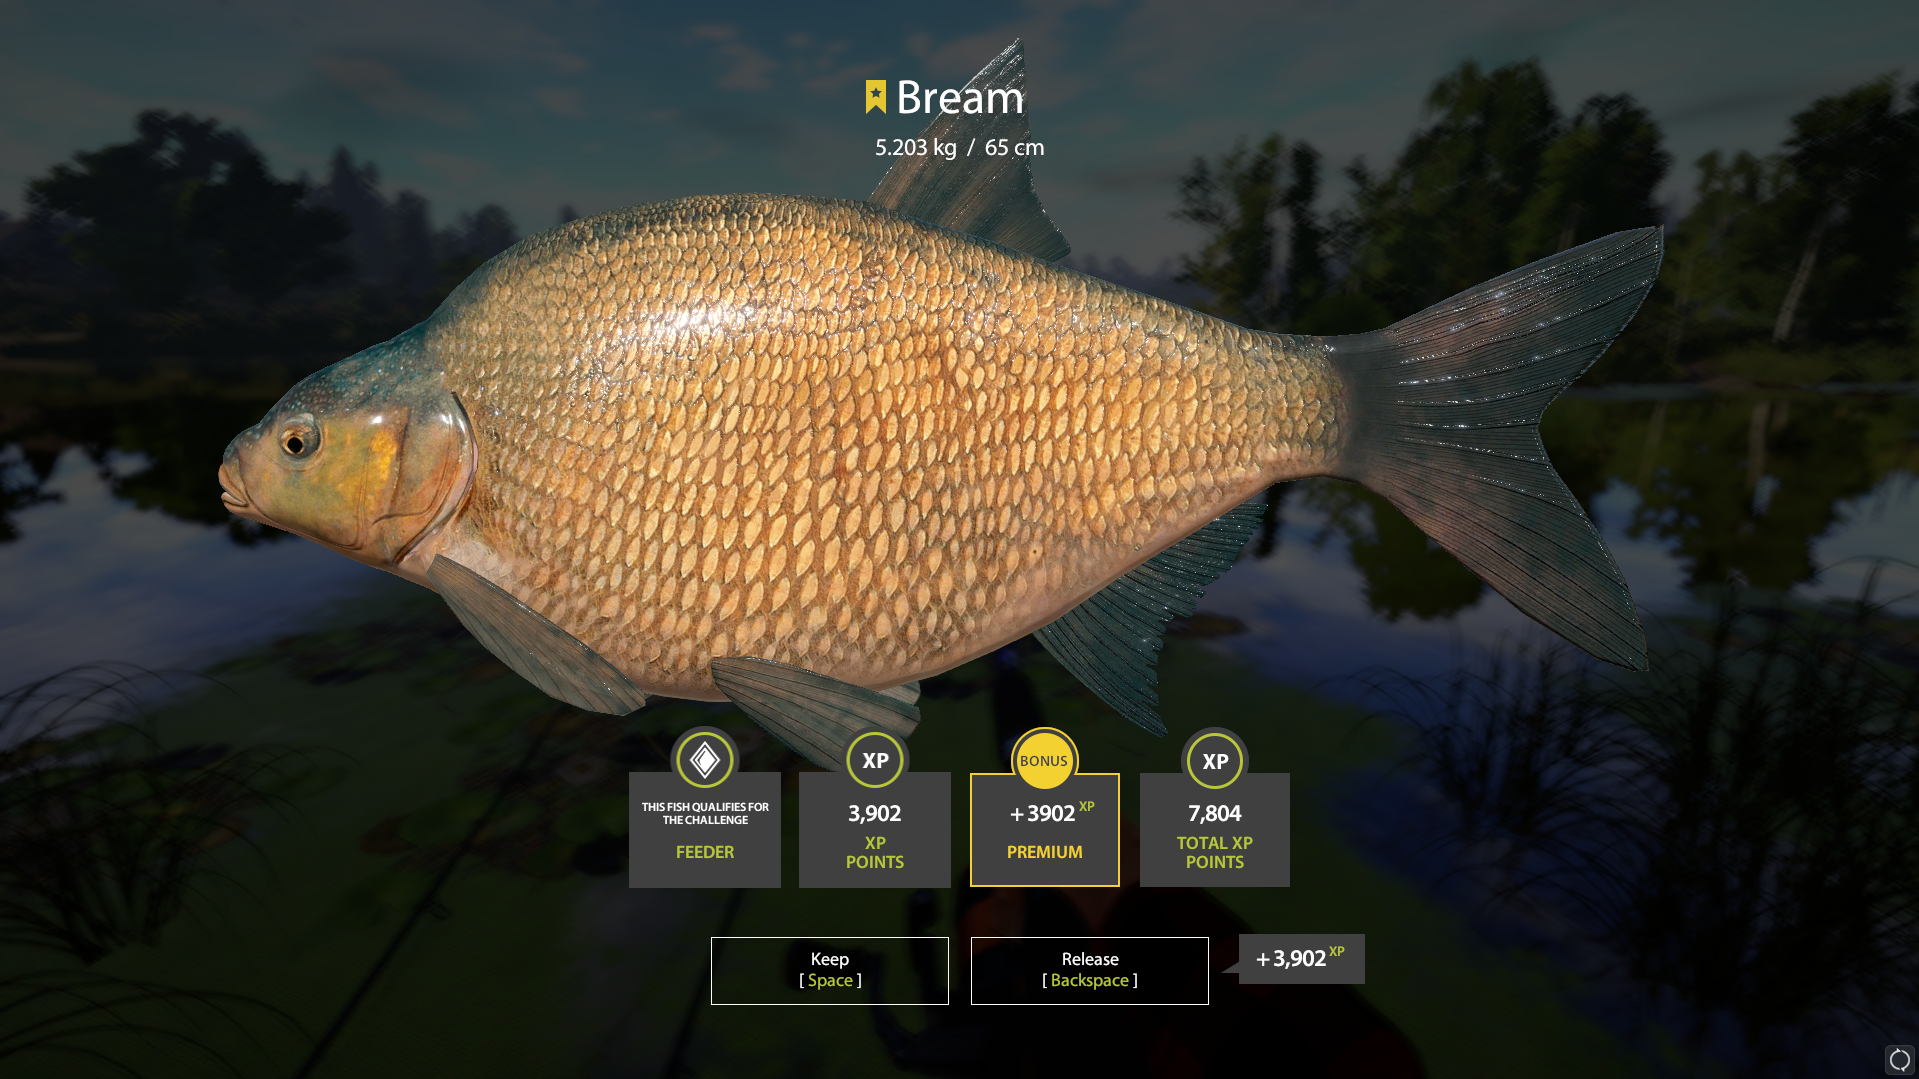 Bream
5.203 kg / 65 cm
THIS FISH QUALIFIES FOR
THE CHALLENGE
FEEDER
XP
3,902
XP
POINTS
BONUS
+3902 XP
PREMIUM
XP
7,804
TOTAL XP
POINTS
Keep
[ Space ]
Release
[ Backspace ]
+3,902 XP